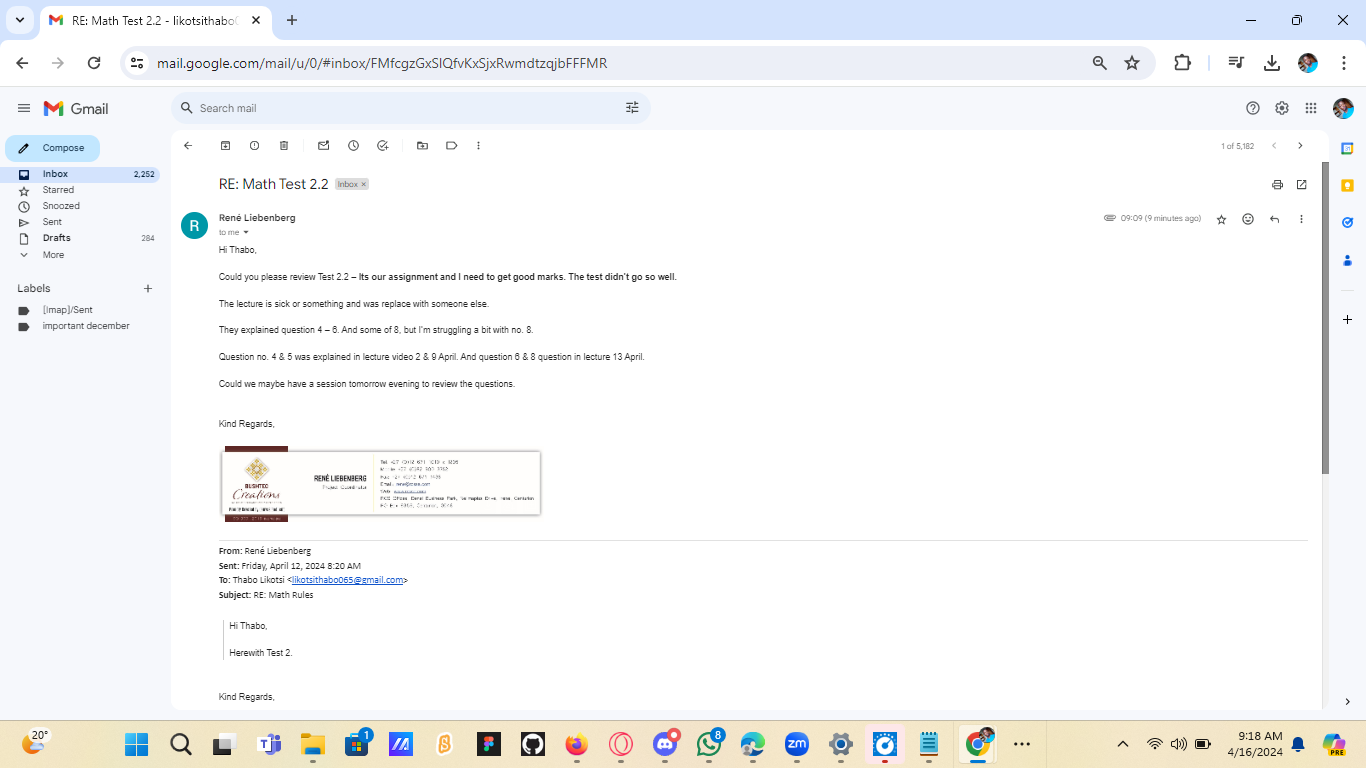 RE: Math Test 2.2 - likotsithabo0
mail.google.com/mail/u/0/#inbox/FMfcgzGxSlQfvKxSjxRwmdtzqjbFFFMR
Gmail
Search mail
Compose
1 of 5,182
Inbox 2,252
Starred
Snoozed
Sent
Drafts 284
More
Labels
[Imap]/Sent
important december
RE: Math Test 2.2 Inbox ×
R
René Liebenberg
09:09 (9 minutes ago)
to me
Hi Thabo,
Could you please review Test 2.2 – Its our assignment and I need to get good marks. The test didn't go so well.
The lecture is sick or something and was replace with someone else.
They explained question 4 – 6. And some of 8, but I'm struggling a bit with no. 8.
Question no. 4 & 5 was explained in lecture video 2 & 9 April. And question 6 & 8 question in lecture 13 April.
Could we maybe have a session tomorrow evening to review the questions.
Kind Regards,
BUSHTEC
Creations
RENÉ LIEBENBERG
Project Coordinator
From: René Liebenberg
Sent: Friday, April 12, 2024 8:20 AM
To: Thabo Likotsi <likotsithabo065@gmail.com>
Subject: RE: Math Rules
Hi Thabo,
Herewith Test 2.
Kind Regards,
20°
1
8
zm
PRE
9:18 AM
4/16/2024